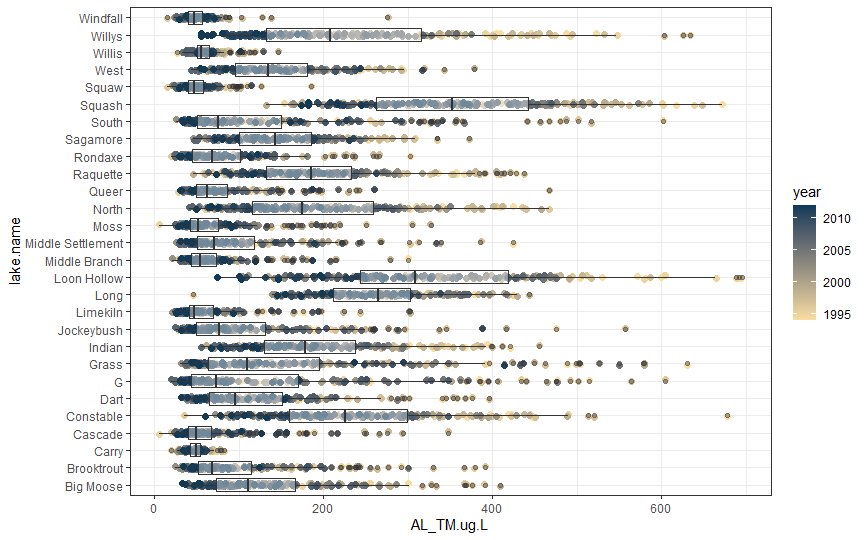 Windfall
Willys
Willis
West
Squaw
Squash
South
Sagamore
Rondaxe
Raquette
Queer
North
Moss
Middle Settlement
Middle Branch
Loon Hollow
Long
Limekiln
Jockeybush
Indian
Grass
G
Dart
Constable
Cascade
Carry
Brooktrout
Big Moose
lake.name
0 200 400 600
AL_TM.ug.L
year
2010
2005
2000
1995